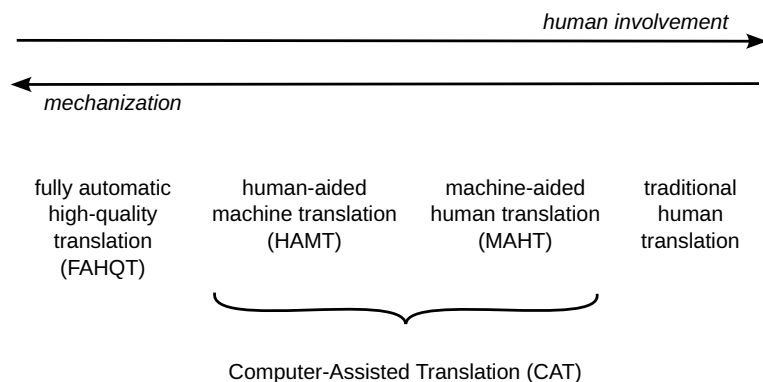 human involvement
mechanization
fully automatic
high-quality
translation
(FAHQT)
human-aided
machine translation
(HAMT)
machine-aided
human translation
(MAHT)
traditional
human
translation
Computer-Assisted Translation (CAT)